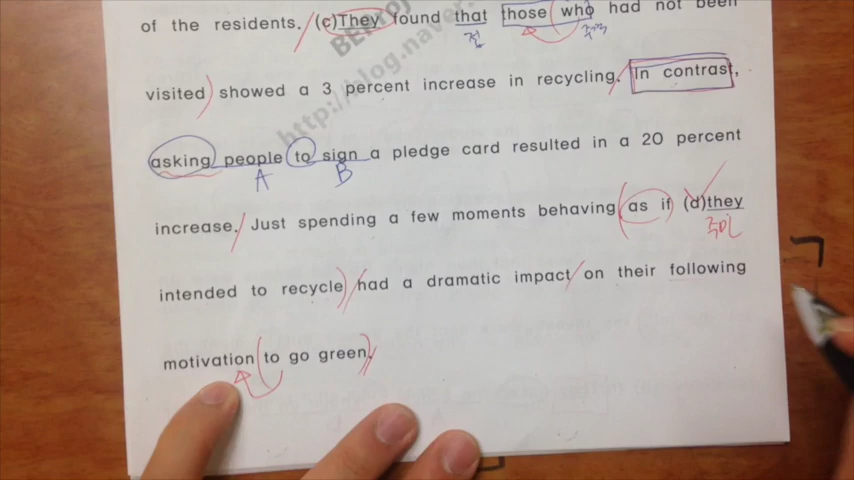 of the residents. (c)They found that those who had not been
visited showed a 3 percent increase in recycling. In contrast,
asking people to sign a pledge card resulted in a 20 percent
A B
increase. Just spending a few moments behaving as if (d)they
intended to recycle had a dramatic impact on their following
motivation to go green.